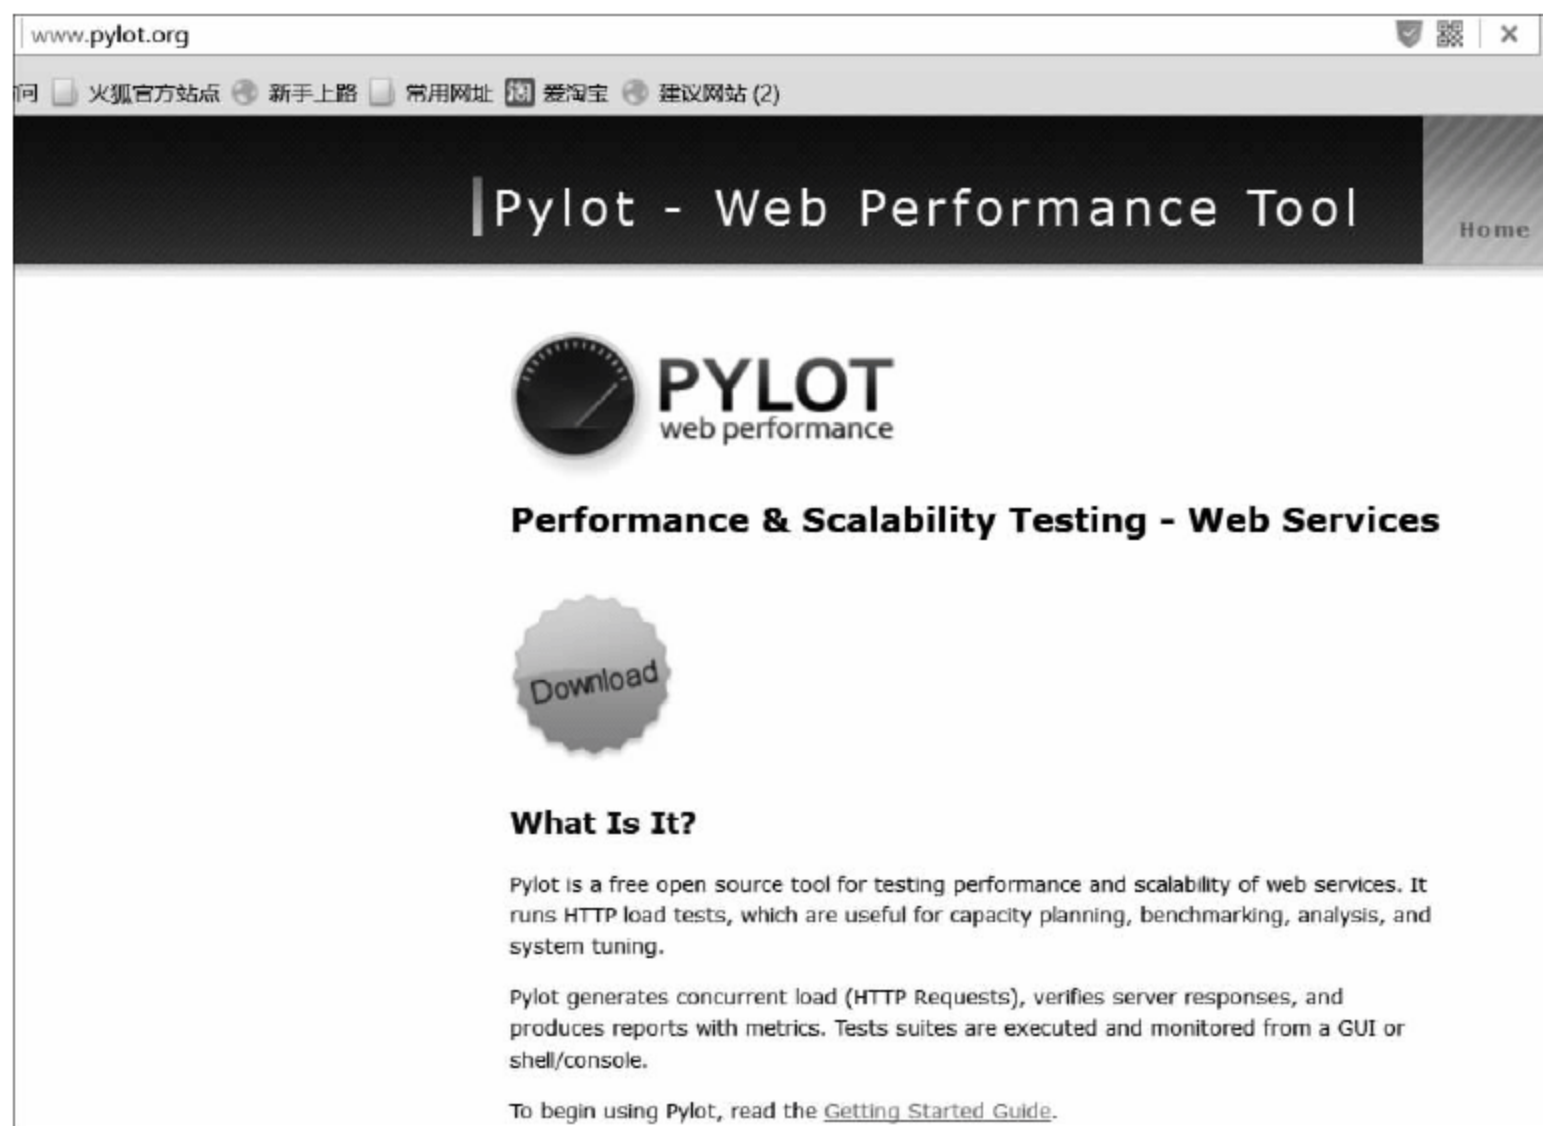 www.pylot.org
问 火狐官方站点 新手上路 常用网址 爱淘宝 建议网站 (2)
Pylot - Web Performance Tool
Home
PYLOT
web performance
Performance & Scalability Testing - Web Services
Download
What Is It?
Pylot is a free open source tool for testing performance and scalability of web services. It
runs HTTP load tests, which are useful for capacity planning, benchmarking, analysis, and
system tuning.
Pylot generates concurrent load (HTTP Requests), verifies server responses, and
produces reports with metrics. Tests suites are executed and monitored from a GUI or
shell/console.
To begin using Pylot, read the Getting Started Guide.